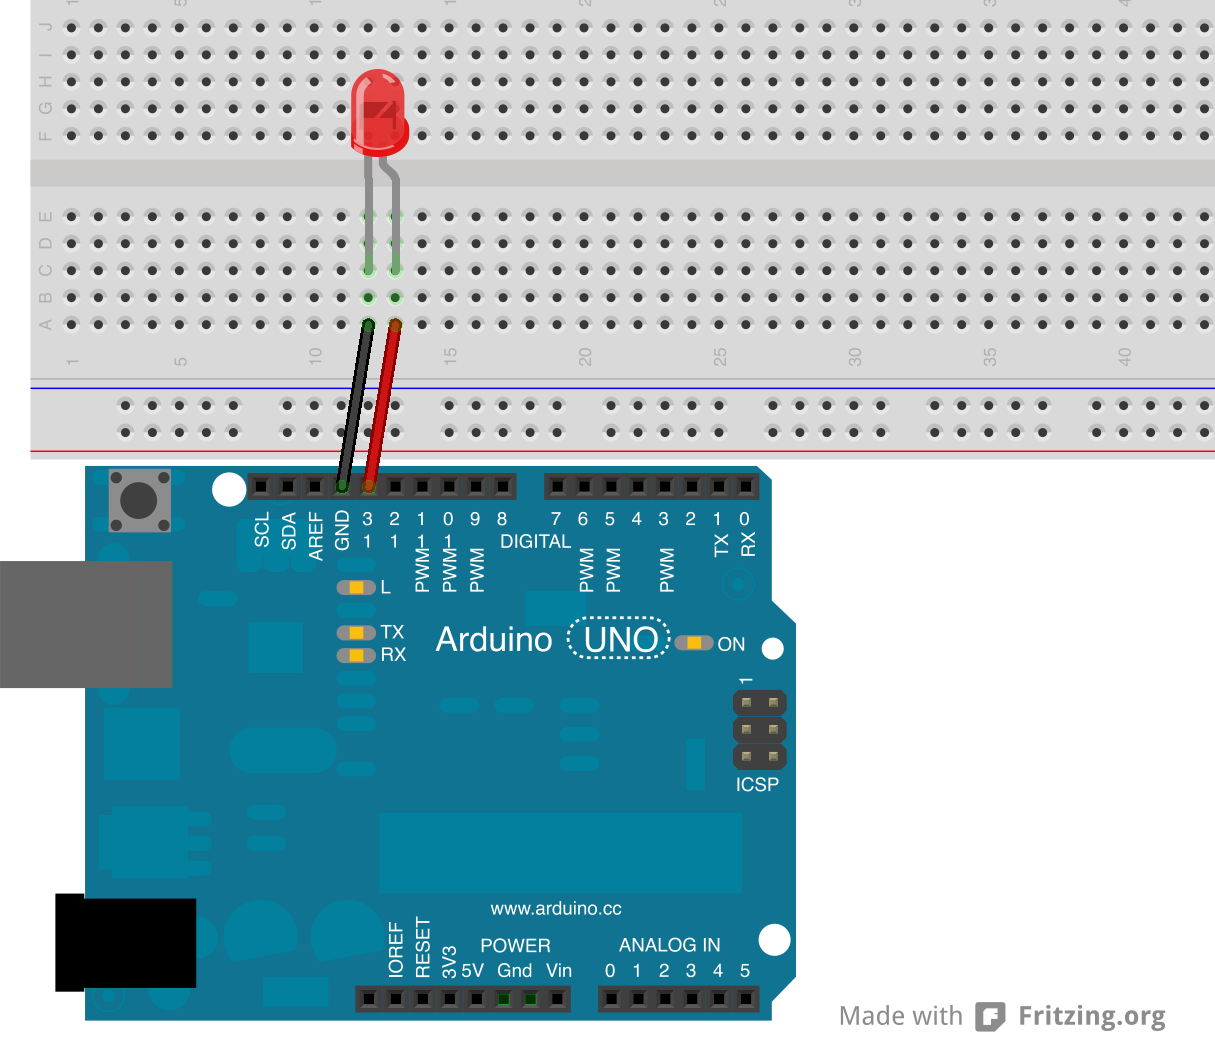 J
I
H
G
F
E
D
C
B
A
1 5 10 15 20 25 30 35 40
SCL SDA AREF GND 13 12 PWM 11 PWM 10 PWM 9 8 7 PWM 6 PWM 5 4 PWM 3 2 TX 1 RX 0
DIGITAL
L
TX
RX
Arduino UNO
ON
1
ICSP
www.arduino.cc
POWER
ANALOG IN
IOREF RESET 3V3 5V Gnd Vin 0 1 2 3 4 5
Made with Fritzing.org